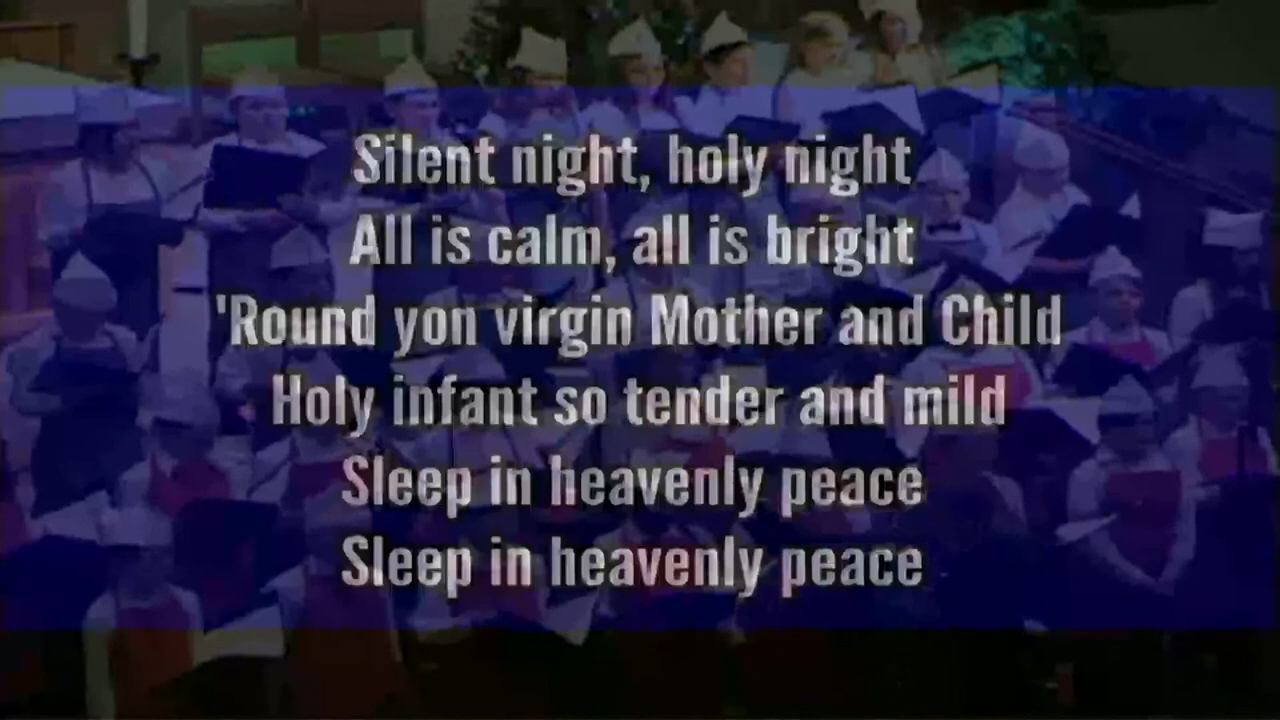 Silent night, holy night
All is calm, all is bright
'Round yon virgin Mother and Child
Holy infant so tender and mild
Sleep in heavenly peace
Sleep in heavenly peace